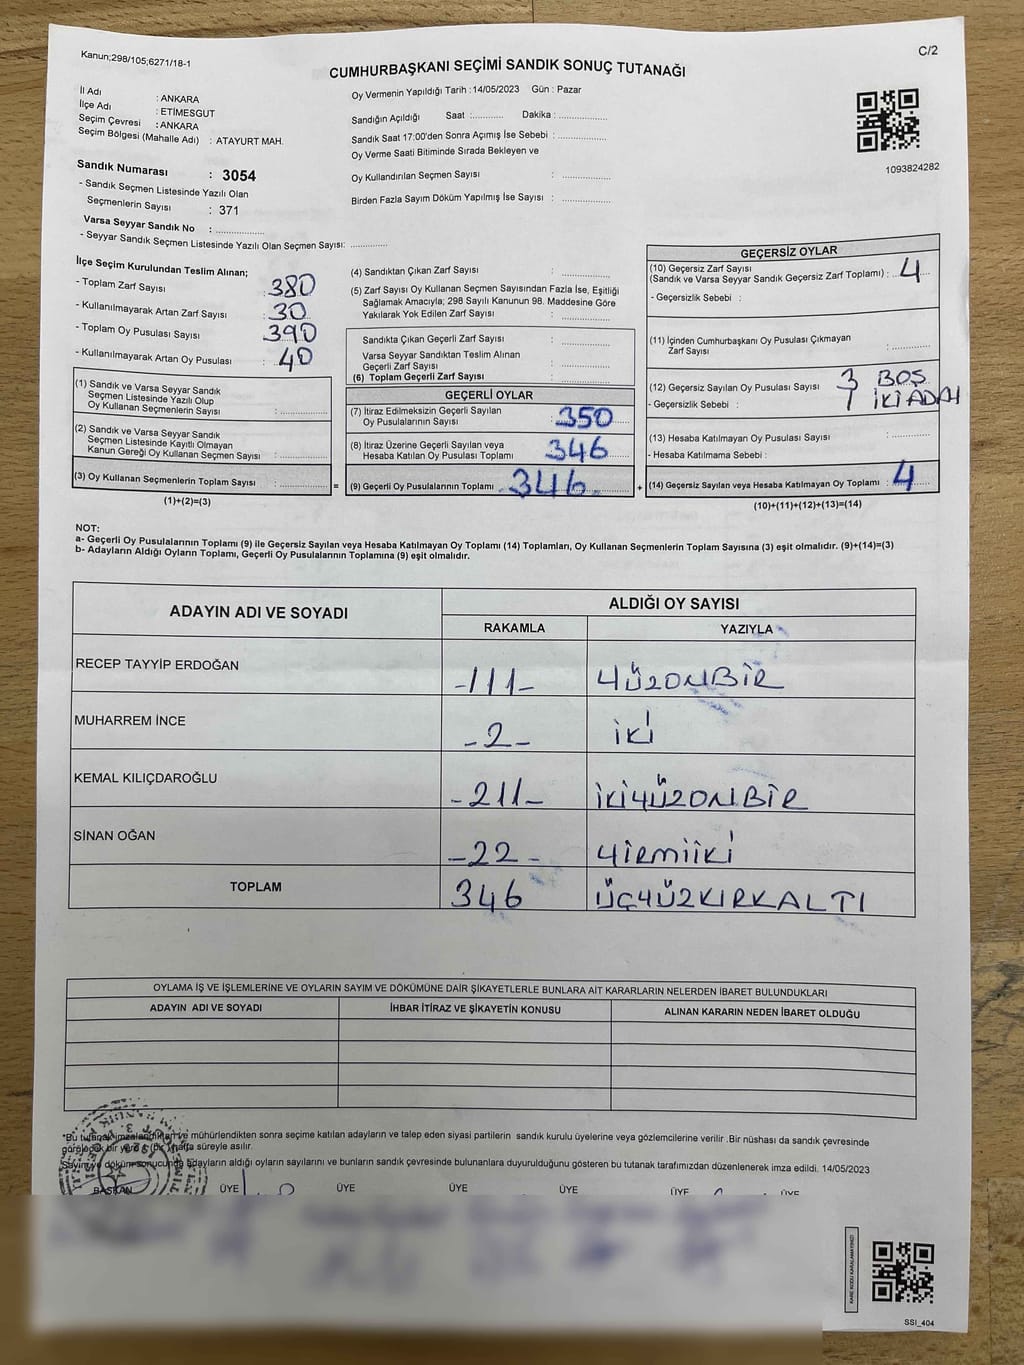 Kanun;298/105;6271/18-1
C/2
CUMHURBAŞKANI SEÇİMİ SANDIK SONUÇ TUTANAĞI
İl Adı : ANKARA
İlçe Adı : ETİMESGUT
Seçim Çevresi : ANKARA
Seçim Bölgesi (Mahalle Adı) : ATAYURT MAH.
Oy Vermenin Yapıldığı Tarih : 14/05/2023 Gün : Pazar
Sandığın Açıldığı Saat :........... Dakika :................
Sandık Saat 17:00'den Sonra Açımış İse Sebebi :................
Oy Verme Saati Bitiminde Sırada Bekleyen ve
Oy Kullandırılan Seçmen Sayısı :................
Birden Fazla Sayım Döküm Yapılmış İse Sayısı :................
1093824282
Sandık Numarası : 3054
- Sandık Seçmen Listesinde Yazılı Olan
Seçmenlerin Sayısı : 371
Varsa Seyyar Sandık No :................
- Seyyar Sandık Seçmen Listesinde Yazılı Olan Seçmen Sayısı: ............
İlçe Seçim Kurulundan Teslim Alınan;
- Toplam Zarf Sayısı : 380
- Kullanılmayarak Artan Zarf Sayısı : 30
- Toplam Oy Pusulası Sayısı : 390
- Kullanılmayarak Artan Oy Pusulası : 40
(1) Sandık ve Varsa Seyyar Sandık
Seçmen Listesinde Yazılı Olup
Oy Kullanan Seçmenlerin Sayısı :................
(2) Sandık ve Varsa Seyyar Sandık
Seçmen Listesinde Kayıtlı Olmayan
Kanun Gereği Oy Kullanan Seçmen Sayısı :................
(3) Oy Kullanan Seçmenlerin Toplam Sayısı :................
(1)+(2)=(3)
(4) Sandıktan Çıkan Zarf Sayısı :................
(5) Zarf Sayısı Oy Kullanan Seçmen Sayısından Fazla İse, Eşitliği
Sağlamak Amacıyla; 298 Sayılı Kanunun 98. Maddesine Göre
Yakılarak Yok Edilen Zarf Sayısı :................
Sandıkta Çıkan Geçerli Zarf Sayısı :................
Varsa Seyyar Sandıktan Teslim Alınan
Geçerli Zarf Sayısı :................
(6) Toplam Geçerli Zarf Sayısı :................
GEÇERLİ OYLAR
(7) İtiraz Edilmeksizin Geçerli Sayılan
Oy Pusulalarının Sayısı : 350
(8) İtiraz Üzerine Geçerli Sayılan veya
Hesaba Katılan Oy Pusulası Toplamı : 346
= (9) Geçerli Oy Pusulalarının Toplamı : 346 +
GEÇERSİZ OYLAR
(10) Geçersiz Zarf Sayısı
(Sandık ve Varsa Seyyar Sandık Geçersiz Zarf Toplamı) : 4
- Geçersizlik Sebebi :
(11) İçinden Cumhurbaşkanı Oy Pusulası Çıkmayan
Zarf Sayısı :................
(12) Geçersiz Sayılan Oy Pusulası Sayısı : 3 BOŞ
- Geçersizlik Sebebi : 1 İKİ ADAY
(13) Hesaba Katılmayan Oy Pusulası Sayısı :................
- Hesaba Katılmama Sebebi :
(14) Geçersiz Sayılan veya Hesaba Katılmayan Oy Toplamı : 4
(10)+(11)+(12)+(13)=(14)
NOT:
a- Geçerli Oy Pusulalarının Toplamı (9) ile Geçersiz Sayılan veya Hesaba Katılmayan Oy Toplamı (14) Toplamları, Oy Kullanan Seçmenlerin Toplam Sayısına (3) eşit olmalıdır. (9)+(14)=(3)
b- Adayların Aldığı Oyların Toplamı, Geçerli Oy Pusulalarının Toplamına (9) eşit olmalıdır.
ADAYIN ADI VE SOYADI
ALDIĞI OY SAYISI
RAKAMLA YAZIYLA
RECEP TAYYİP ERDOĞAN -111- YÜZONBİR
MUHARREM İNCE -2- İKİ
KEMAL KILIÇDAROĞLU -211- İKİYÜZONBİR
SİNAN OĞAN -22- YİRMİİKİ
TOPLAM 346 ÜÇYÜZKIRKALTI
OYLAMA İŞ VE İŞLEMLERİNE VE OYLARIN SAYIM VE DÖKÜMÜNE DAİR ŞİKAYETLERLE BUNLARA AİT KARARLARIN NELERDEN İBARET BULUNDUKLARI
ADAYIN ADI VE SOYADI İHBAR İTİRAZ VE ŞİKAYETİN KONUSU ALINAN KARARIN NEDEN İBARET OLDUĞU
*Bu tutanak imzalandıktan ve mühürlendikten sonra seçime katılan adayların ve talep eden siyasi partilerin sandık kurulu üyelerine veya gözlemcilerine verilir. Bir nüshası da sandık çevresinde
görülecek bir yere 1 (bir) hafta süreyle asılır.
Sayım ve döküm sonucunda adayların aldığı oyların sayılarını ve bunların sandık çevresinde bulunanlara duyurulduğunu gösteren bu tutanak tarafımızdan düzenlenerek imza edildi. 14/05/2023
BAŞKAN ÜYE ÜYE ÜYE ÜYE ÜYE ÜYE
KARE KODU KARALAMAYINIZ!
SSI_404